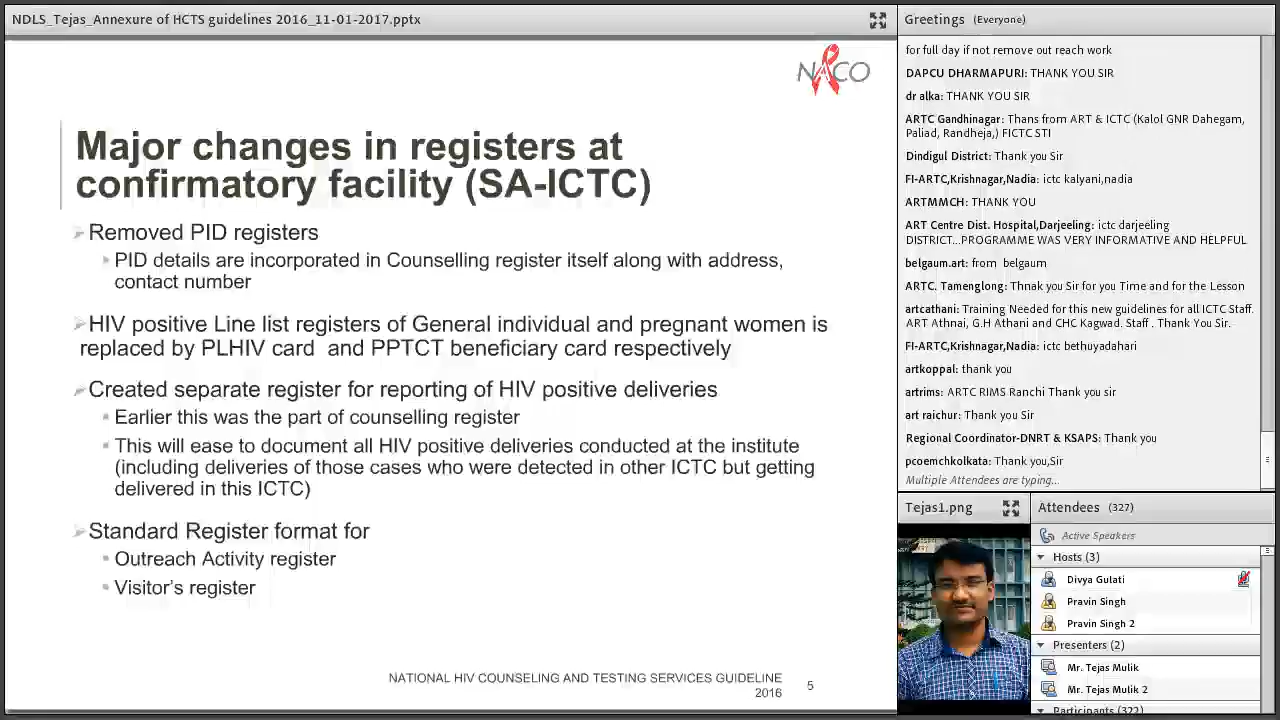 NDLS_Tejas_Annexure of HCTS guidelines 2016_11-01-2017.pptx
NACO
Major changes in registers at
confirmatory facility (SA-ICTC)
Removed PID registers
PID details are incorporated in Counselling register itself along with address,
contact number
HIV positive Line list registers of General individual and pregnant women is
replaced by PLHIV card and PPTCT beneficiary card respectively
Created separate register for reporting of HIV positive deliveries
Earlier this was the part of counselling register
This will ease to document all HIV positive deliveries conducted at the institute
(including deliveries of those cases who were detected in other ICTC but getting
delivered in this ICTC)
Standard Register format for
Outreach Activity register
Visitor's register
NATIONAL HIV COUNSELING AND TESTING SERVICES GUIDELINE
2016
5
Greetings (Everyone)
for full day if not remove out reach work
DAPCU DHARMAPURI: THANK YOU SIR
dr alka: THANK YOU SIR
ARTC Gandhinagar: Thans from ART & ICTC (Kalol GNR Dahegam,
Paliad, Randheja,) FICTC STI
Dindigul District: Thank you Sir
FI-ARTC,Krishnagar,Nadia: ictc kalyani,nadia
ARTMMCH: THANK YOU
ART Centre Dist. Hospital,Darjeeling: ictc darjeeling
DISTRICT...PROGRAMME WAS VERY INFORMATIVE AND HELPFUL
belgaum.art: from belgaum
ARTC. Tamenglong: Thnak you Sir for you Time and for the Lesson
artcathani: Training Needed for this new guidelines for all ICTC Staff.
ART Athnai, G.H Athani and CHC Kagwad. Staff . Thank You Sir.
FI-ARTC,Krishnagar,Nadia: ictc bethuyadahari
artkoppal: thank you
artrims: ARTC RIMS Ranchi Thank you sir
art raichur: Thank you Sir
Regional Coordinator-DNRT & KSAPS: Thank you
pcoemchkolkata: Thank you,Sir
Multiple Attendees are typing...
Tejas1.png
Attendees (327)
Active Speakers
Hosts (3)
Divya Gulati
Pravin Singh
Pravin Singh 2
Presenters (2)
Mr. Tejas Mulik
Mr. Tejas Mulik 2
Participants (322)